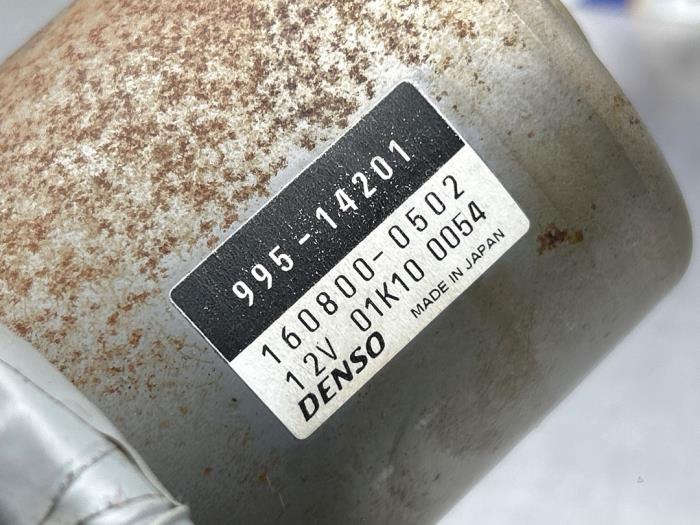 995-14201
160800-0502
12V 01K10 0054
DENSO MADE IN JAPAN